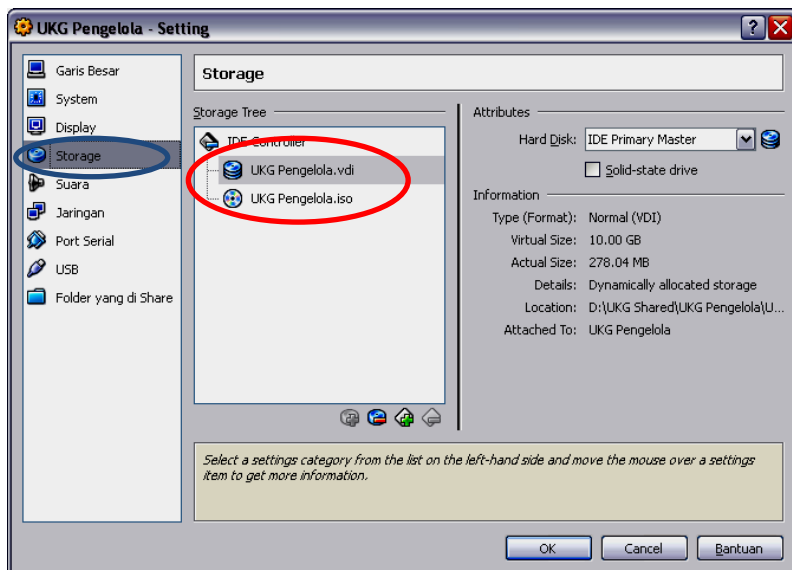 UKG Pengelola - Setting
Garis Besar
System
Display
Storage
Suara
Jaringan
Port Serial
USB
Folder yang di Share
Storage
Storage Tree
IDE Controller
UKG Pengelola.vdi
UKG Pengelola.iso
Attributes
Hard Disk: IDE Primary Master
Solid-state drive
Information
Type (Format): Normal (VDI)
Virtual Size: 10.00 GB
Actual Size: 278.04 MB
Details: Dynamically allocated storage
Location: D:\UKG Shared\UKG Pengelola\U...
Attached To: UKG Pengelola
Select a settings category from the list on the left-hand side and move the mouse over a settings
item to get more information.
OK Cancel Bantuan